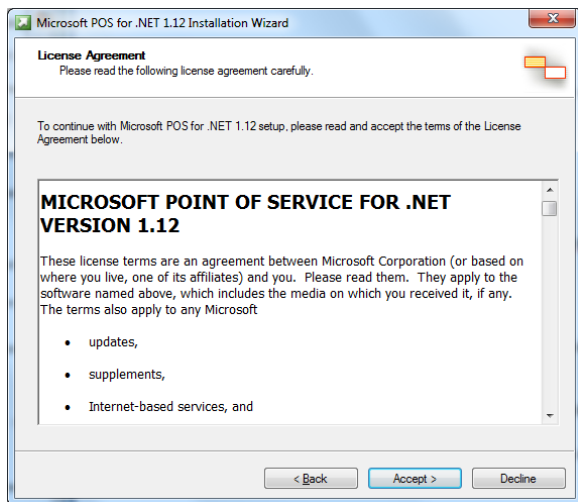 Microsoft POS for .NET 1.12 Installation Wizard
License Agreement
Please read the following license agreement carefully.
To continue with Microsoft POS for .NET 1.12 setup, please read and accept the terms of the License
Agreement below.
MICROSOFT POINT OF SERVICE FOR .NET
VERSION 1.12
These license terms are an agreement between Microsoft Corporation (or based on
where you live, one of its affiliates) and you.  Please read them.  They apply to the
software named above, which includes the media on which you received it, if any.
The terms also apply to any Microsoft
• updates,
• supplements,
• Internet-based services, and
< Back
Accept >
Decline